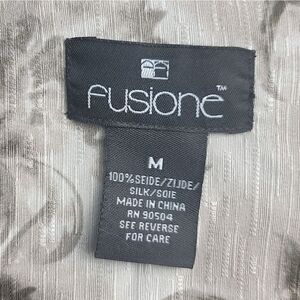 fusione™
M
100%SEIDE/ZIJDE/
SILK/SOIE
MADE IN CHINA
RN 90504
SEE REVERSE
FOR CARE